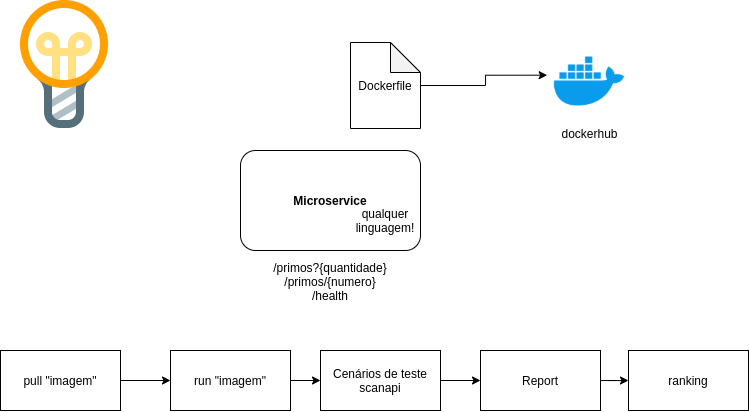 Dockerfile
dockerhub
Microservice
qualquer
linguagem!
/primos?{quantidade}
/primos/{numero}
/health
pull "imagem"
run "imagem"
Cenários de teste
scanapi
Report
ranking